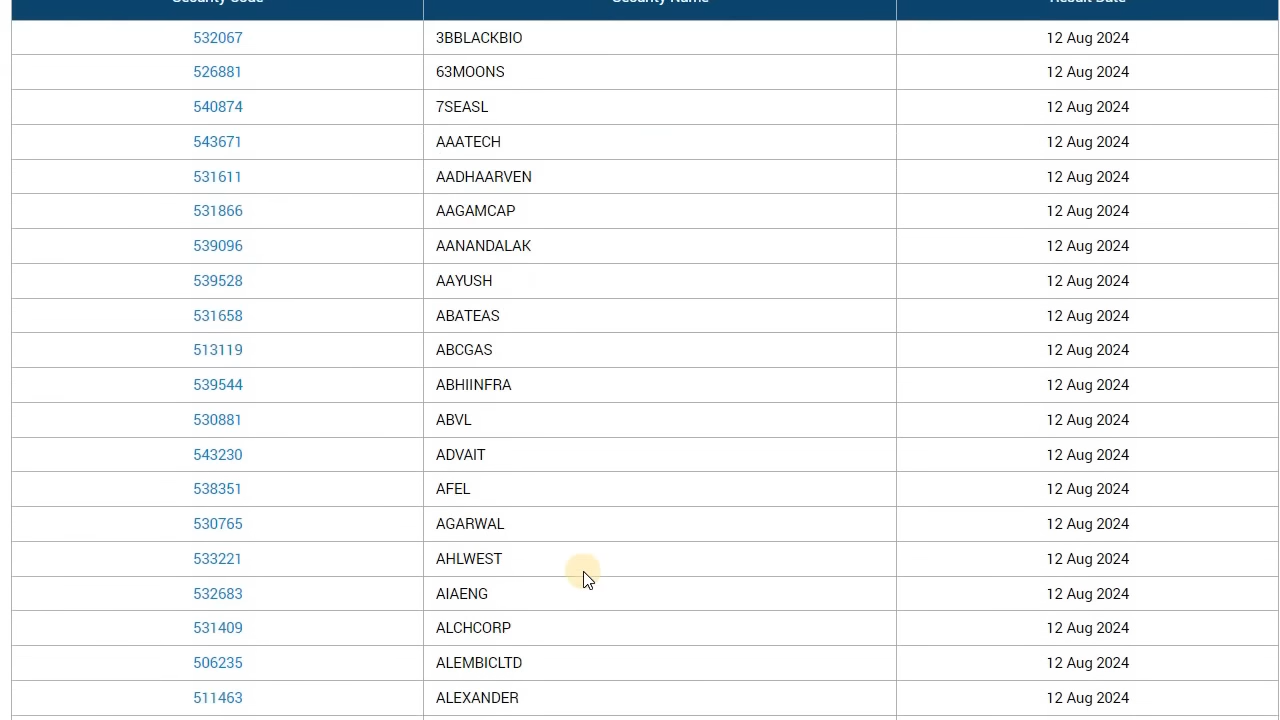 Security Code Security Name Result Date
532067 3BBLACKBIO 12 Aug 2024
526881 63MOONS 12 Aug 2024
540874 7SEASL 12 Aug 2024
543671 AAATECH 12 Aug 2024
531611 AADHAARVEN 12 Aug 2024
531866 AAGAMCAP 12 Aug 2024
539096 AANANDALAK 12 Aug 2024
539528 AAYUSH 12 Aug 2024
531658 ABATEAS 12 Aug 2024
513119 ABCGAS 12 Aug 2024
539544 ABHIINFRA 12 Aug 2024
530881 ABVL 12 Aug 2024
543230 ADVAIT 12 Aug 2024
538351 AFEL 12 Aug 2024
530765 AGARWAL 12 Aug 2024
533221 AHLWEST 12 Aug 2024
532683 AIAENG 12 Aug 2024
531409 ALCHCORP 12 Aug 2024
506235 ALEMBICLTD 12 Aug 2024
511463 ALEXANDER 12 Aug 2024